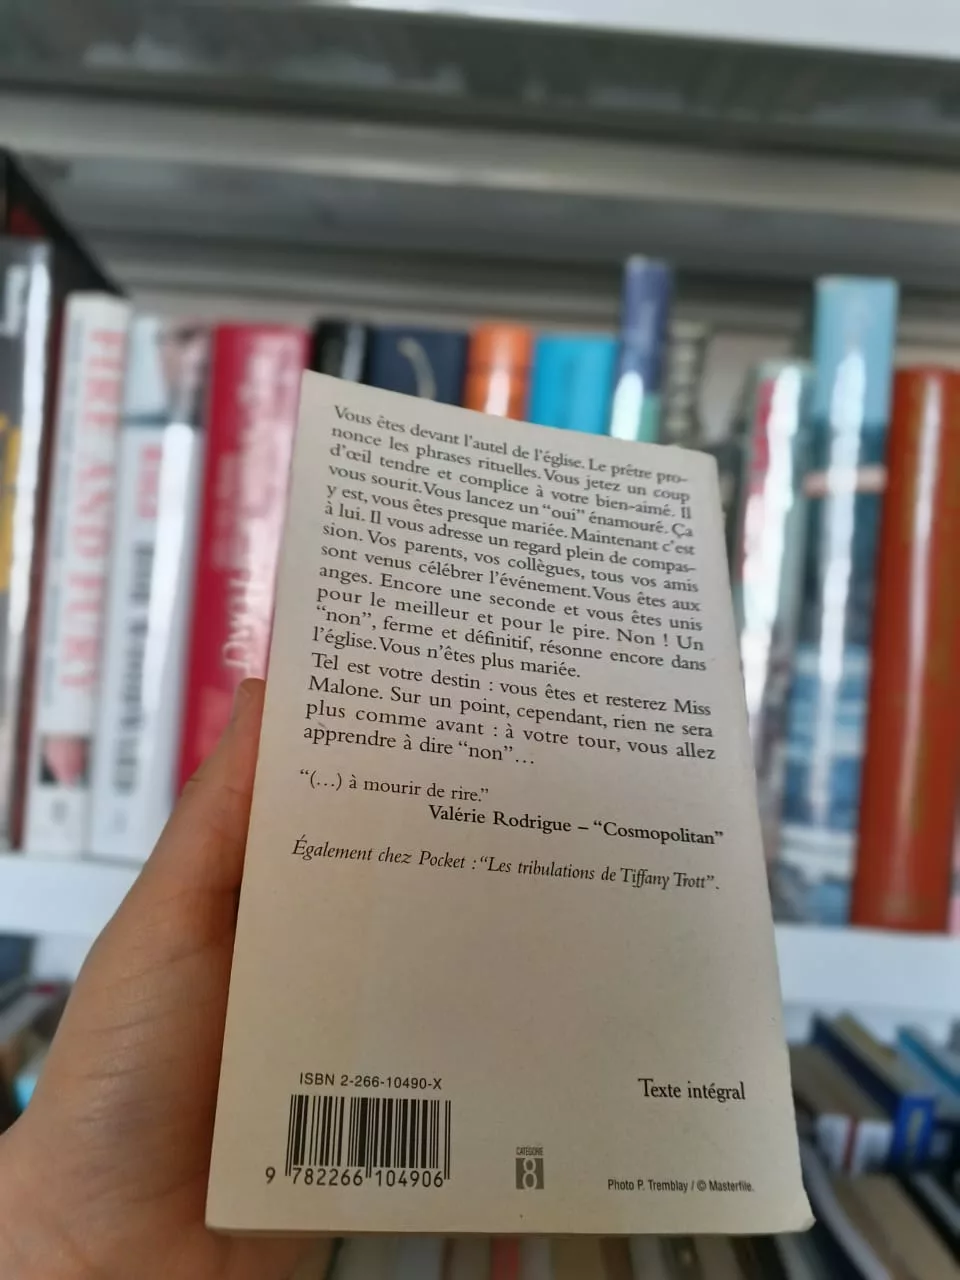 Vous êtes devant l'autel de l'église. Le prêtre pro-
nonce les phrases rituelles. Vous jetez un coup
d'œil tendre et complice à votre bien-aimé. Il
vous sourit. Vous lancez un "oui" énamouré. Ça
y est, vous êtes presque mariée. Maintenant c'est
à lui. Il vous adresse un regard plein de compas-
sion. Vos parents, vos collègues, tous vos amis
sont venus célébrer l'événement. Vous êtes aux
anges. Encore une seconde et vous êtes unis
pour le meilleur et pour le pire. Non ! Un
"non", ferme et définitif, résonne encore dans
l'église. Vous n'êtes plus mariée.
Tel est votre destin : vous êtes et resterez Miss
Malone. Sur un point, cependant, rien ne sera
plus comme avant : à votre tour, vous allez
apprendre à dire "non"...
"(...) à mourir de rire."
Valérie Rodrigue – "Cosmopolitan"
Également chez Pocket : "Les tribulations de Tiffany Trott".
ISBN 2-266-10490-X
9 782266 104906
CATÉGORIE
8
Texte intégral
Photo P. Tremblay / © Masterfile.
FIRE AND FURY